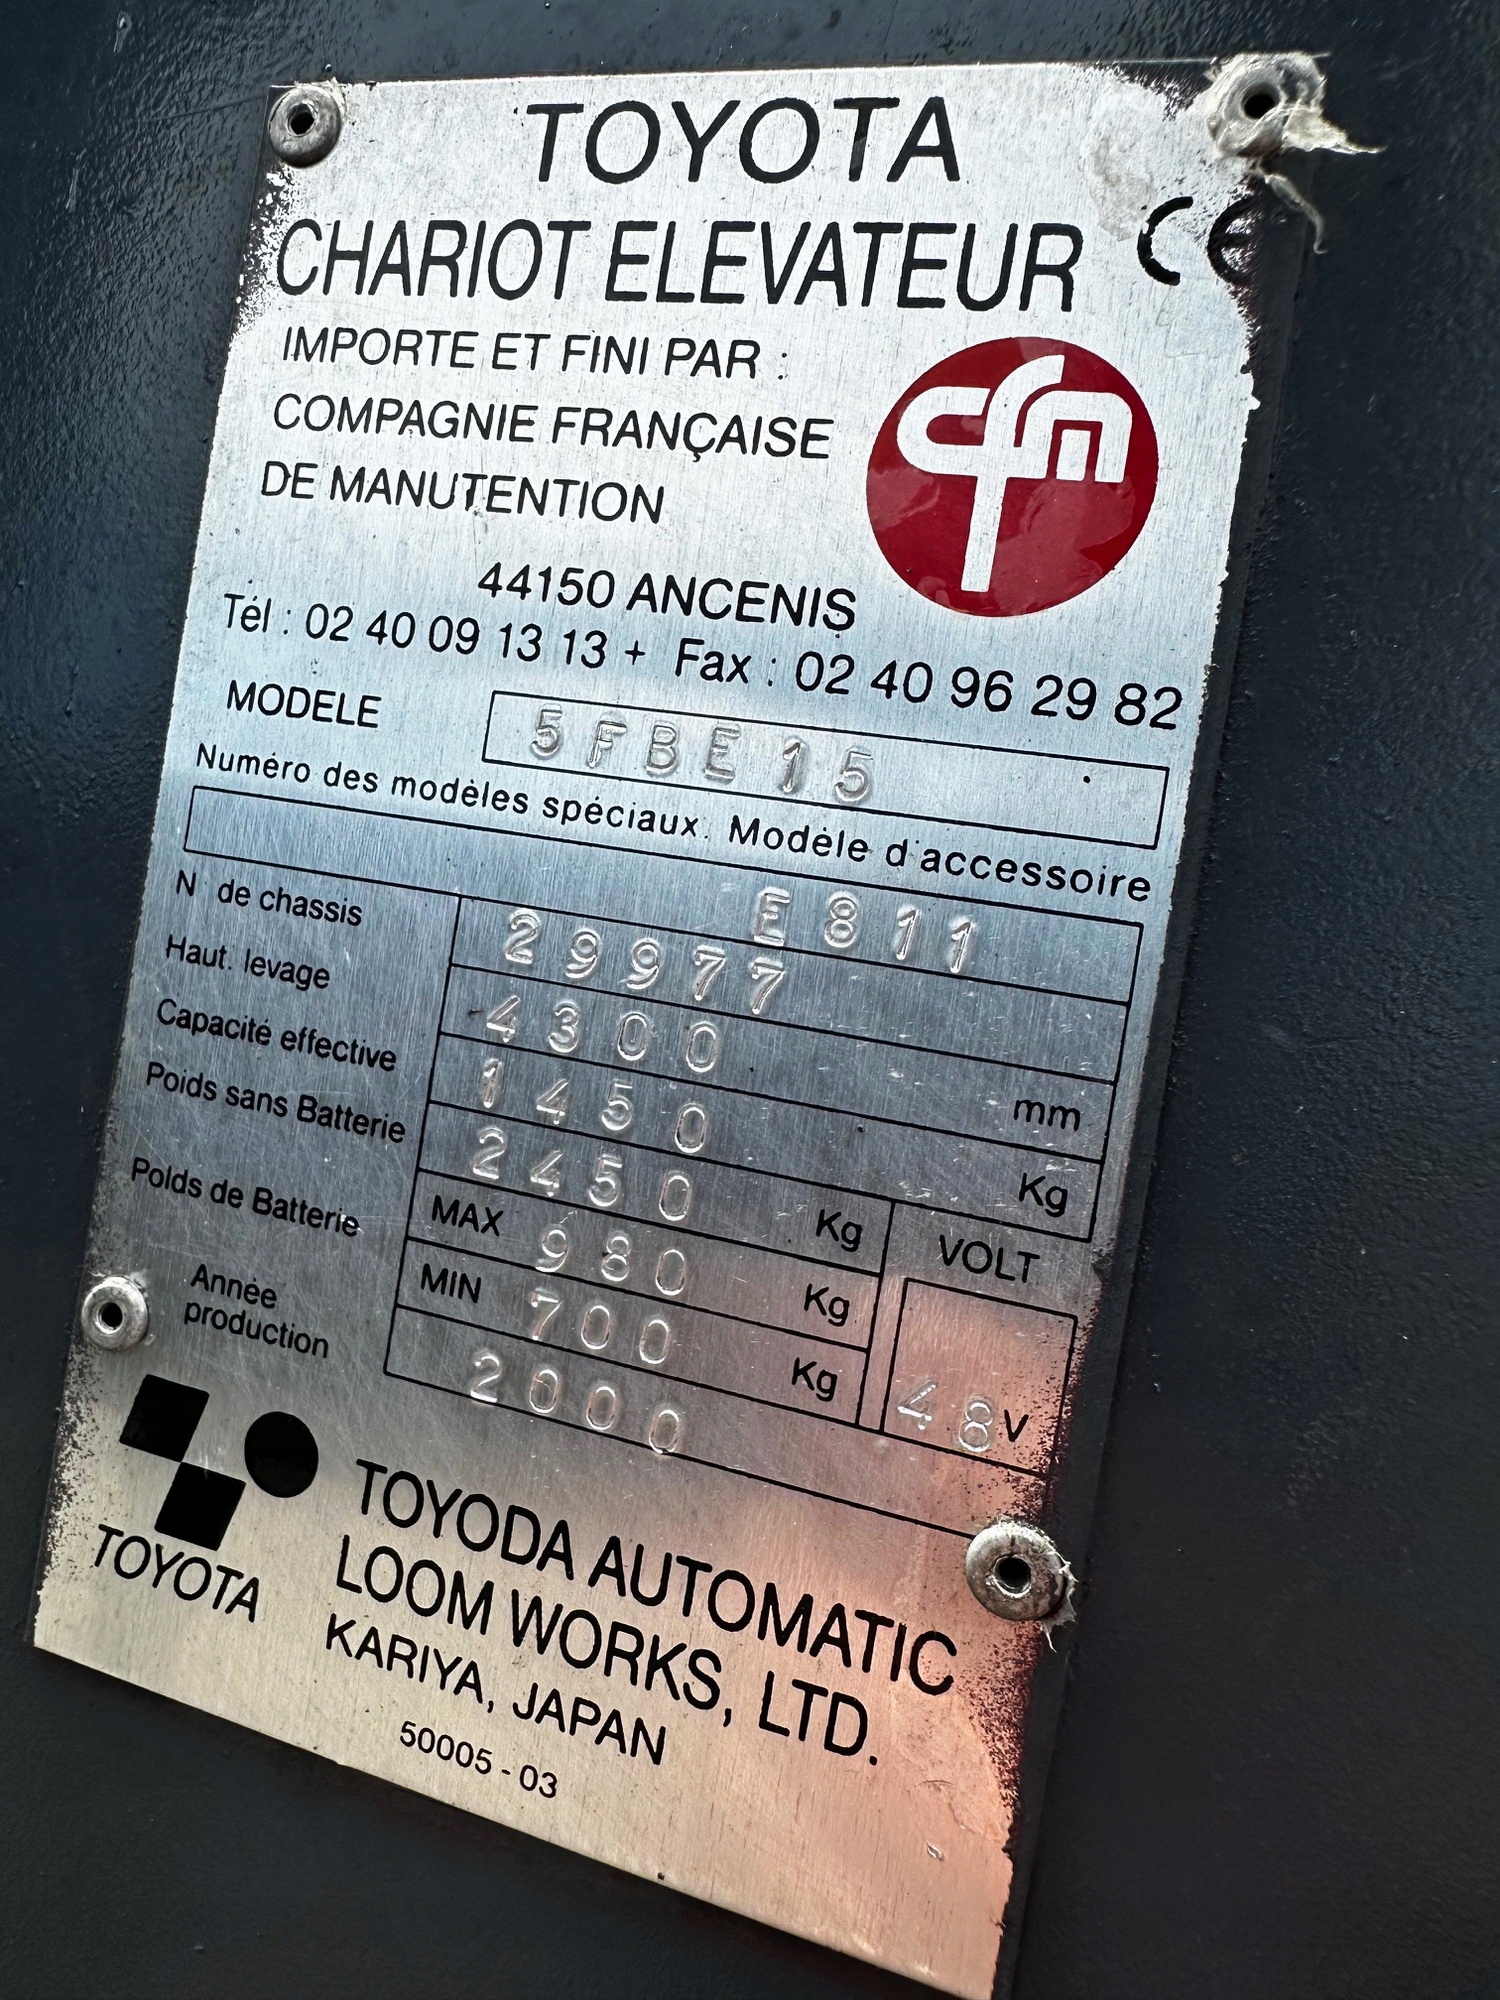 TOYOTA
CHARIOT ELEVATEUR CE
IMPORTE ET FINI PAR :
COMPAGNIE FRANÇAISE
DE MANUTENTION
cfm
44150 ANCENIS
Tél : 02 40 09 13 13 + Fax : 02 40 96 29 82
MODELE 5FBE15
Numéro des modèles spéciaux. Modèle d'accessoire
E811
N° de chassis 29977
Haut. levage 4300 mm
Capacité effective 1450 Kg
Poids sans Batterie 2450 Kg
Poids de Batterie MAX 980 Kg
MIN 700 Kg
VOLT
48 V
Année
production 2000
TOYOTA
TOYODA AUTOMATIC
LOOM WORKS, LTD.
KARIYA, JAPAN
50005 - 03